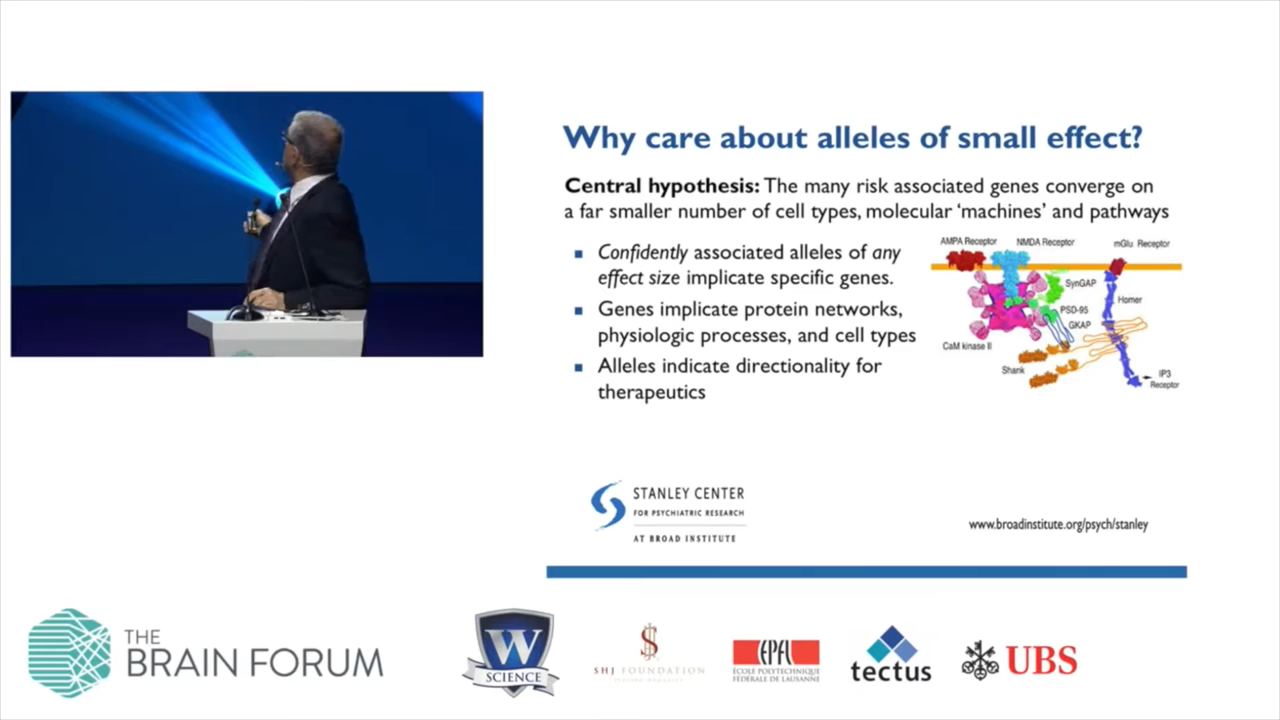 Why care about alleles of small effect?
Central hypothesis: The many risk associated genes converge on
a far smaller number of cell types, molecular ‘machines’ and pathways
Confidently associated alleles of any
effect size implicate specific genes.
Genes implicate protein networks,
physiologic processes, and cell types
Alleles indicate directionality for
therapeutics
AMPA Receptor
NMDA Receptor
mGlu Receptor
SynGAP
PSD-95
Homer
GKAP
CaM kinase II
Shank
IP3
Receptor
STANLEY CENTER
FOR PSYCHIATRIC RESEARCH
AT BROAD INSTITUTE
www.broadinstitute.org/psych/stanley
THE
BRAIN FORUM
W
SCIENCE
SHJ FOUNDATION
EPFL
ÉCOLE POLYTECHNIQUE
FÉDÉRALE DE LAUSANNE
tectus
UBS